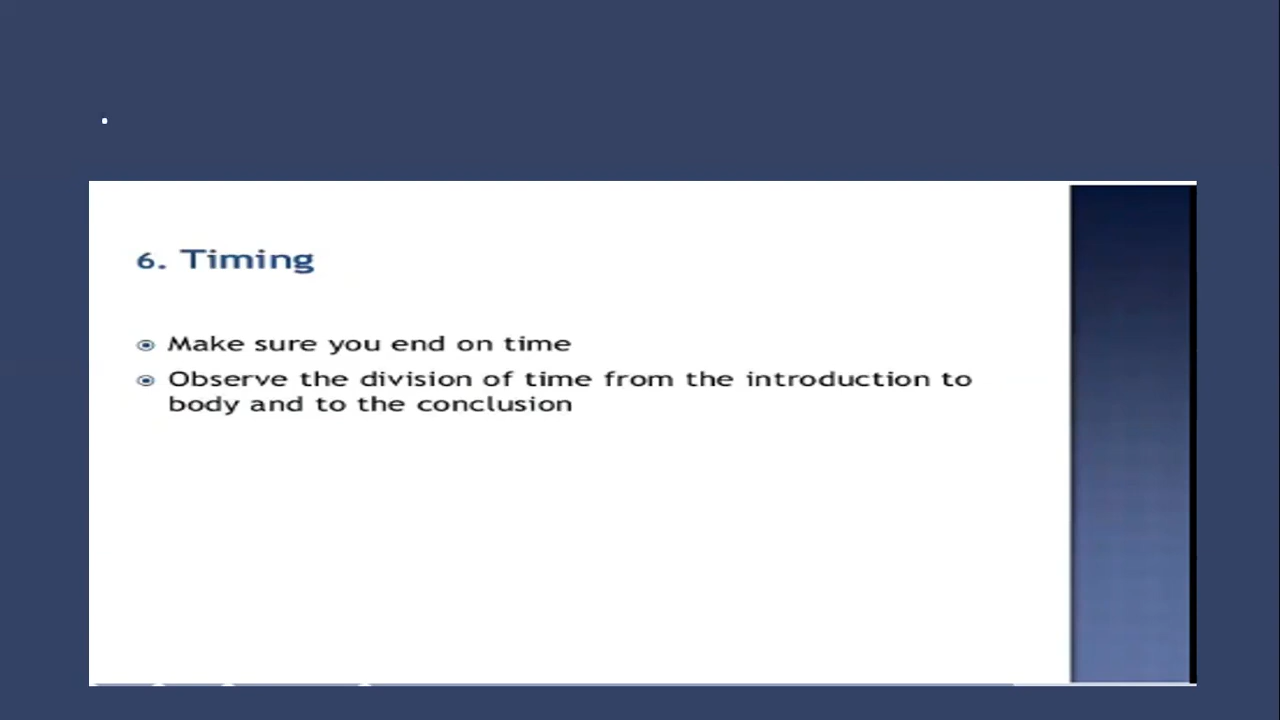 .
6. Timing
Make sure you end on time
Observe the division of time from the introduction to
body and to the conclusion